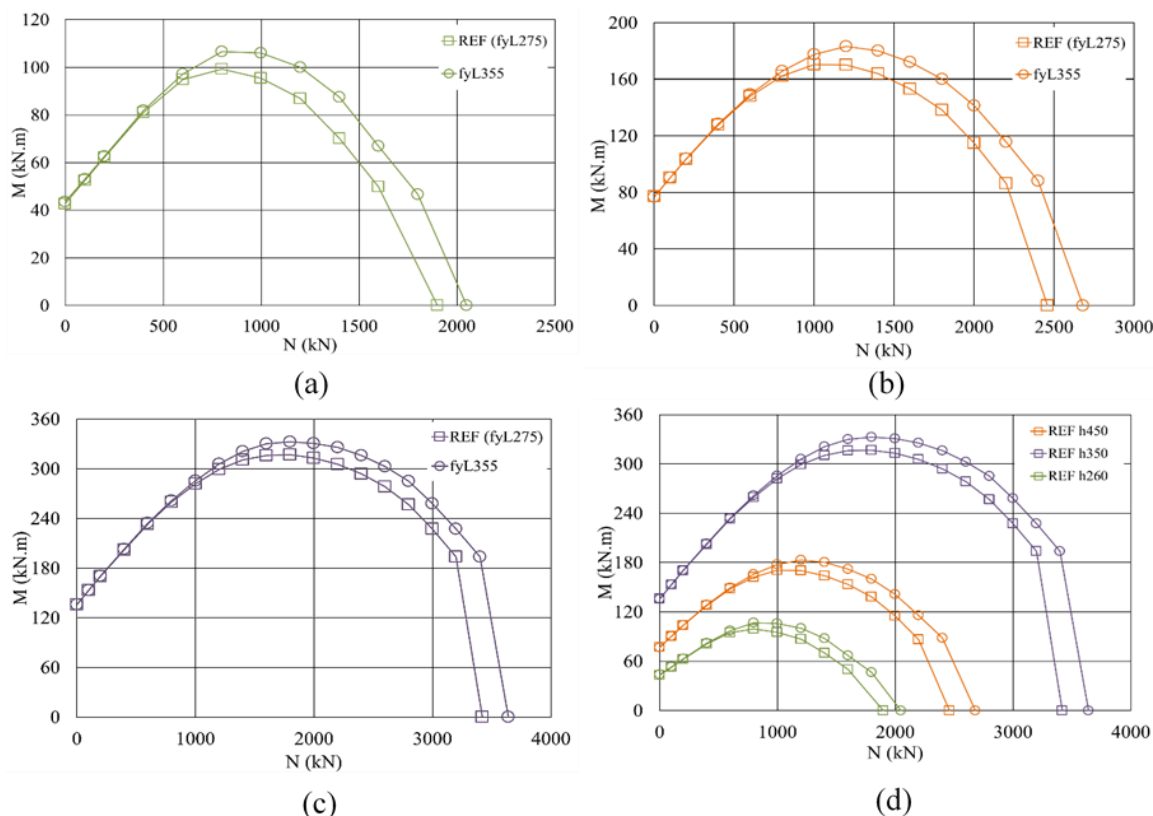 120
100
80
60
40
20
0
M (kN.m)
0 500 1000 1500 2000 2500
N (kN)
REF (fyL275)
fyL355
(a)
200
160
120
80
40
0
M (kN.m)
0 500 1000 1500 2000 2500 3000
N (kN)
REF (fyL275)
fyL355
(b)
360
300
240
180
120
60
0
M (kN.m)
0 1000 2000 3000 4000
N (kN)
REF (fyL275)
fyL355
(c)
360
300
240
180
120
60
0
M (kN.m)
0 1000 2000 3000 4000
N (kN)
REF h450
REF h350
REF h260
(d)